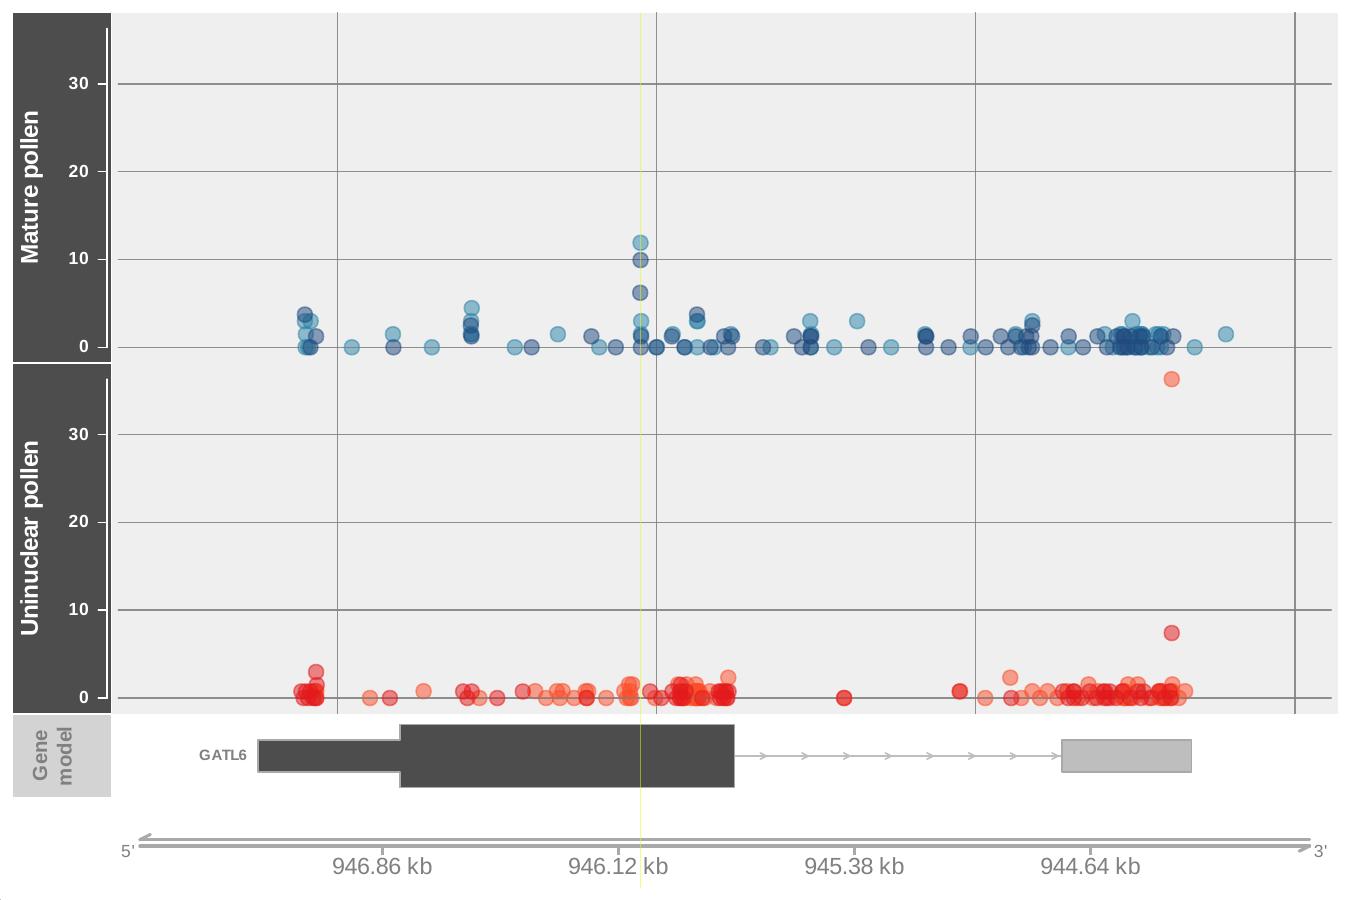 Mature pollen
30
20
10
0
Uninuclear pollen
30
20
10
0
Gene
model
GATL6
5'
3'
946.86 kb
946.12 kb
945.38 kb
944.64 kb